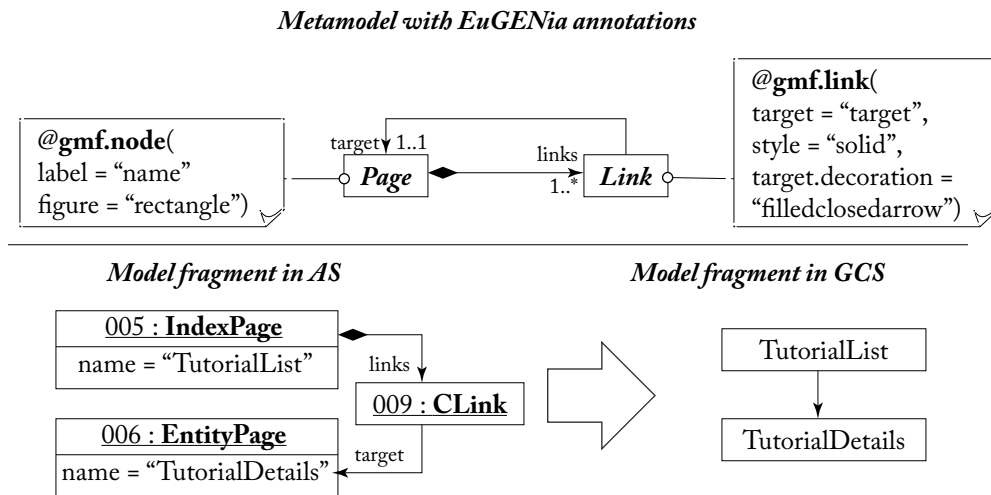 Metamodel with EuGENia annotations
@gmf.node(
label = “name”
figure = “rectangle”)
target 1..1
Page
links
1..*
Link
@gmf.link(
target = “target”,
style = “solid”,
target.decoration =
“filledclosedarrow”)
Model fragment in AS
Model fragment in GCS
005 : IndexPage
name = “TutorialList”
links
009 : CLink
006 : EntityPage
name = “TutorialDetails”
target
TutorialList
TutorialDetails